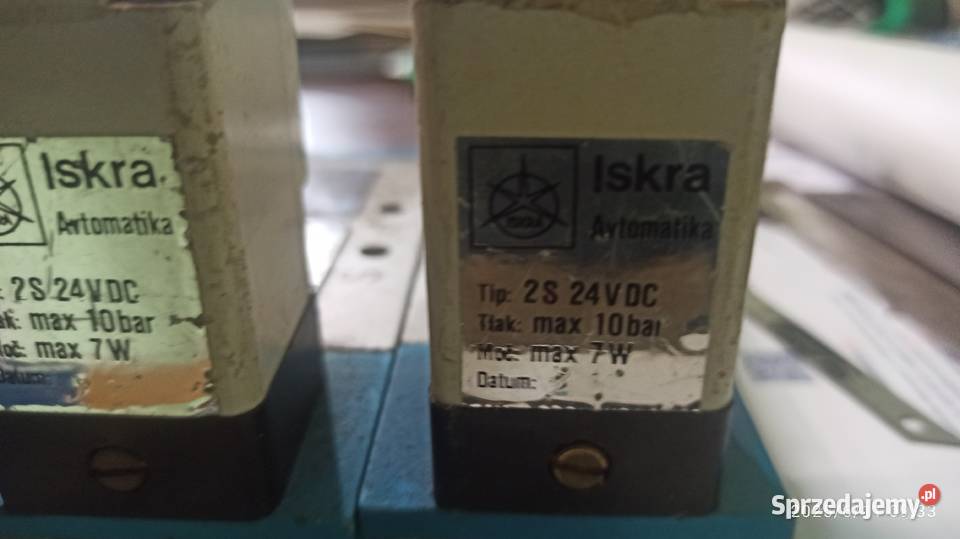 Iskra
Avtomatika
2S 24VDC
max 10bar
max 7W
Datum:
Iskra
Avtomatika
Tip: 2S 24VDC
Tlak: max 10bar
Moč: max 7W
Datum:
Sprzedajemy.pl